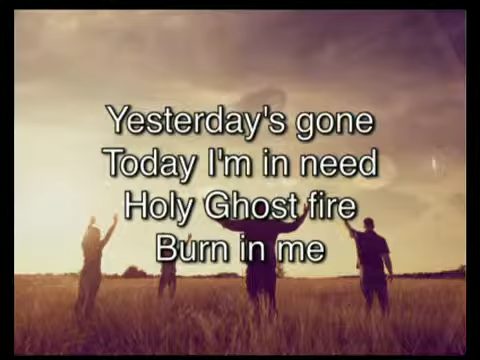 Yesterday's gone
Today I'm in need
Holy Ghost fire
Burn in me